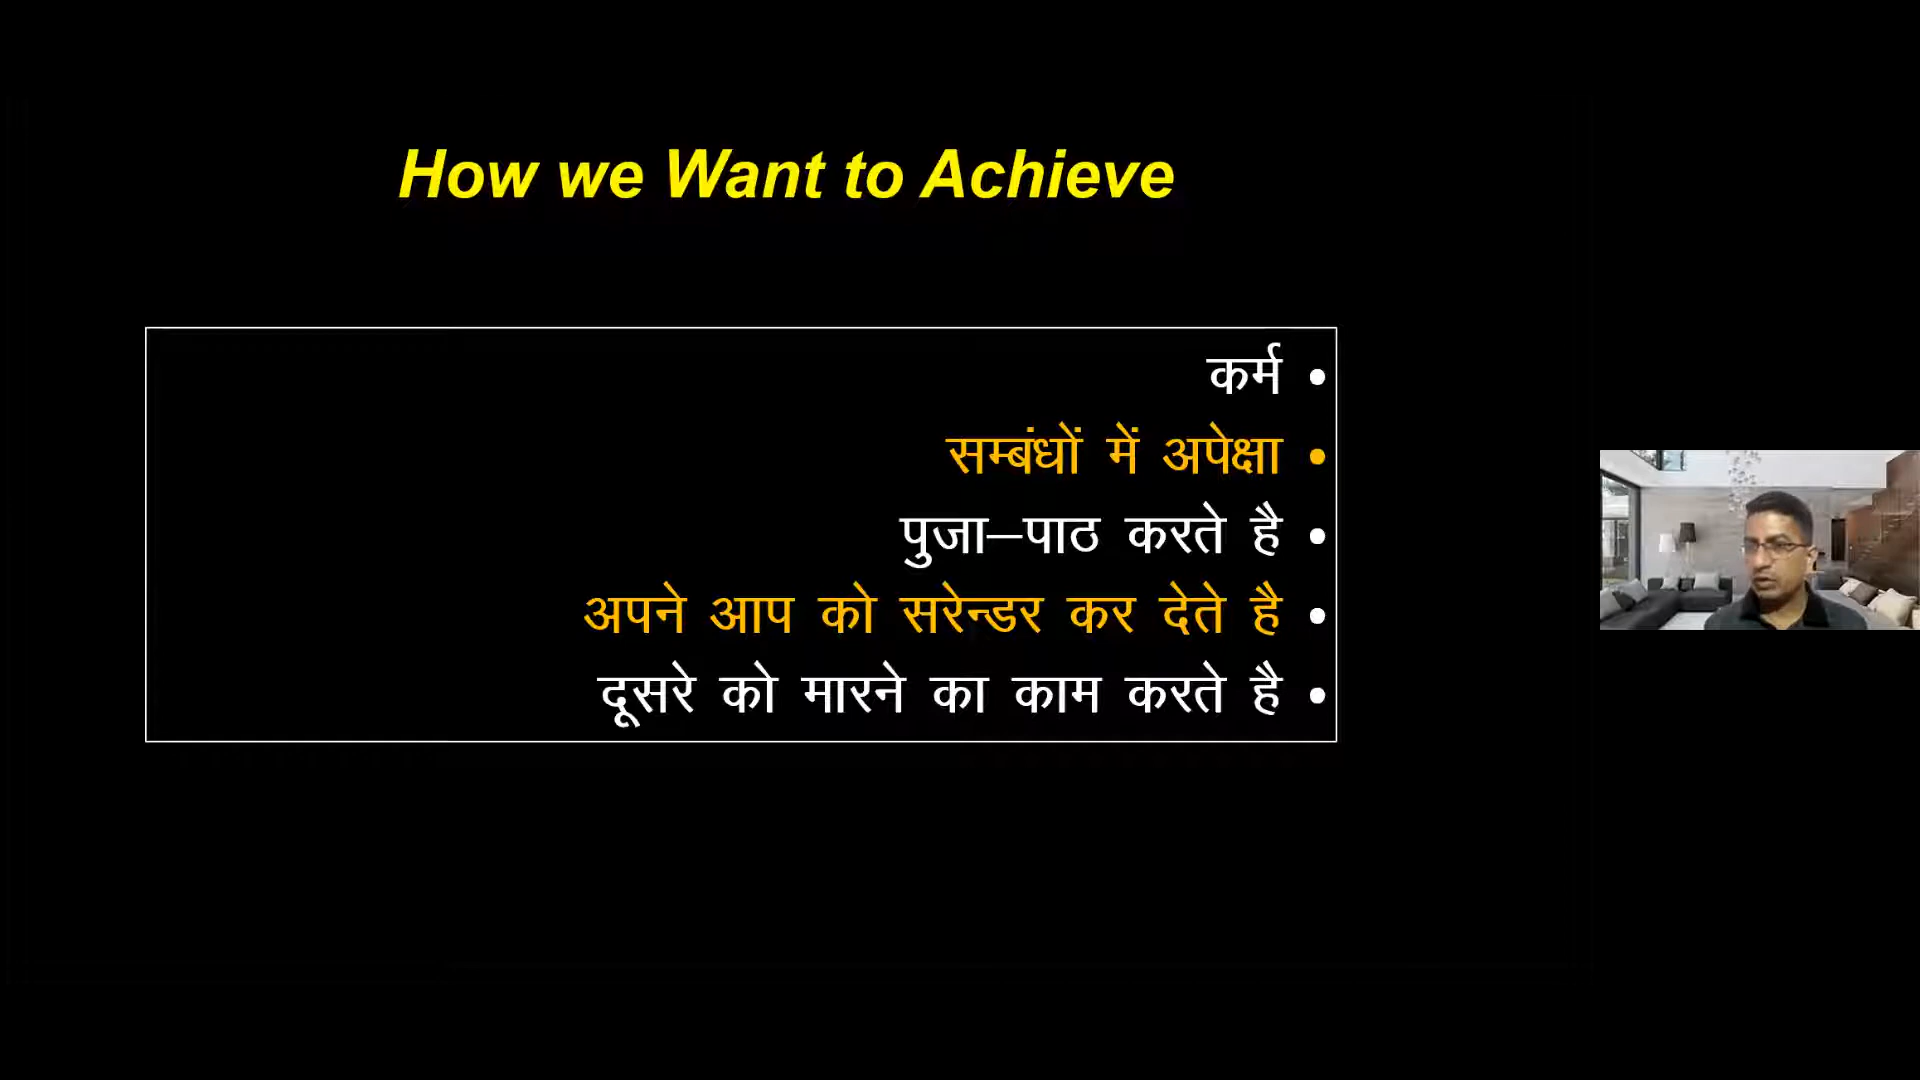 How we Want to Achieve
कर्म •
सम्बंधों में अपेक्षा •
पुजा–पाठ करते है •
अपने आप को सरेन्डर कर देते है •
दूसरे को मारने का काम करते है •